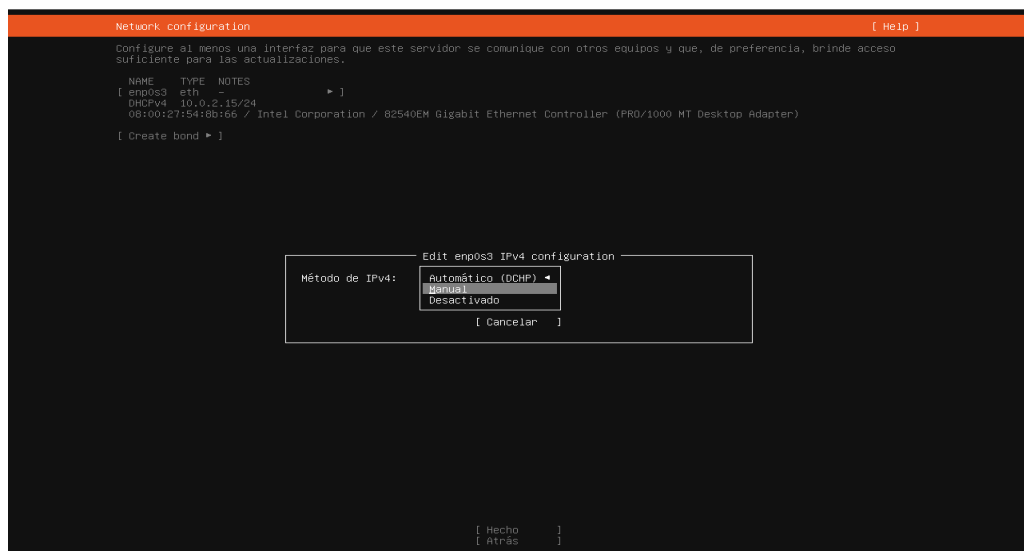 Network configuration [ Help ]
Configure al menos una interfaz para que este servidor se comunique con otros equipos y que, de preferencia, brinde acceso
suficiente para las actualizaciones.
NAME TYPE NOTES
[ enp0s3 eth - ► ]
DHCPv4 10.0.2.15/24
08:00:27:54:8b:66 / Intel Corporation / 82540EM Gigabit Ethernet Controller (PRO/1000 MT Desktop Adapter)
[ Create bond ► ]
Edit enp0s3 IPv4 configuration
Método de IPv4: Automático (DCHP) ◄
Manual
Desactivado
[ Cancelar ]
[ Hecho ]
[ Atrás ]